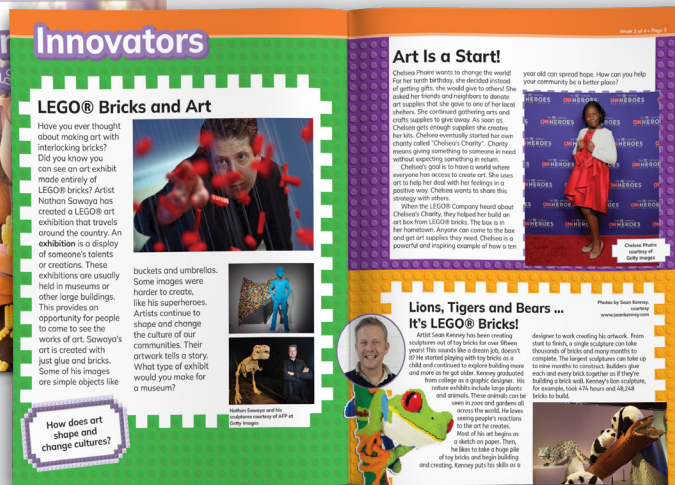 Innovators
LEGO® Bricks and Art
Have you ever thought
about making art with
interlocking bricks?
Did you know you
can see an art exhibit
made entirely of
LEGO® bricks? Artist
Nathan Sawaya has
created a LEGO® art
exhibition that travels
around the country. An
exhibition is a display
of someone's talents
or creations. These
exhibitions are usually
held in museums or
other large buildings.
This provides an
opportunity for people
to come to see the
works of art. Sawaya's
art is created with
just glue and bricks.
Some of his images
are simple objects like
buckets and umbrellas.
Some images were
harder to create,
like his superheroes.
Artists continue to
shape and change
the culture of our
communities. Their
artwork tells a story.
What type of exhibit
would you make for
a museum?
Nathan Sawaya and his
sculptures courtesy of AFP at
Getty Images
How does art
shape and
change cultures?
Week 1 of 4 • Page 3
Art Is a Start!
Chelsea Phaire wants to change the world!
For her tenth birthday, she decided instead
of getting gifts, she would give to others! She
asked her friends and neighbors to donate
art supplies that she gave to one of her local
shelters. She continued gathering arts and
crafts supplies to give away. As soon as
Chelsea gets enough supplies she creates
her kits. Chelsea eventually started her own
charity called "Chelsea's Charity". Charity
means giving something to someone in need
without expecting something in return.
Chelsea's goal is to have a world where
everyone has access to create art. She uses
art to help her deal with her feelings in a
positive way. Chelsea wants to share this
strategy with others.
When the LEGO® Company heard about
Chelsea's Charity, they helped her build an
art box from LEGO® bricks. The box is in
her hometown. Anyone can come to the box
and get art supplies they need. Chelsea is a
powerful and inspiring example of how a ten
year old can spread hope. How can you help
your community be a better place?
CNN HEROES
Chelsea Phaire
courtesy of
Getty Images
Lions, Tigers and Bears ...
It's LEGO® Bricks!
Photos by Sean Kenney,
courtesy
www.seankenney.com
Artist Sean Kenney has been creating
sculptures out of toy bricks for over fifteen
years! This sounds like a dream job, doesn't
it? He started playing with toy bricks as a
child and continued to explore building more
and more as he got older. Kenney graduated
from college as a graphic designer. His
nature exhibits include large plants
and animals. These animals can be
seen in zoos and gardens all
across the world. He loves
seeing people's reactions
to the art he creates.
Most of his art begins as
a sketch on paper. Then,
he likes to take a huge pile
of toy bricks and begin building
and creating. Kenney puts his skills as a
designer to work creating his artwork. From
start to finish, a single sculpture can take
thousands of bricks and many months to
complete. The largest sculptures can take up
to nine months to construct. Builders glue
each and every brick together as if they're
building a brick wall. Kenney's lion sculpture,
for example, took 474 hours and 48,248
bricks to build.